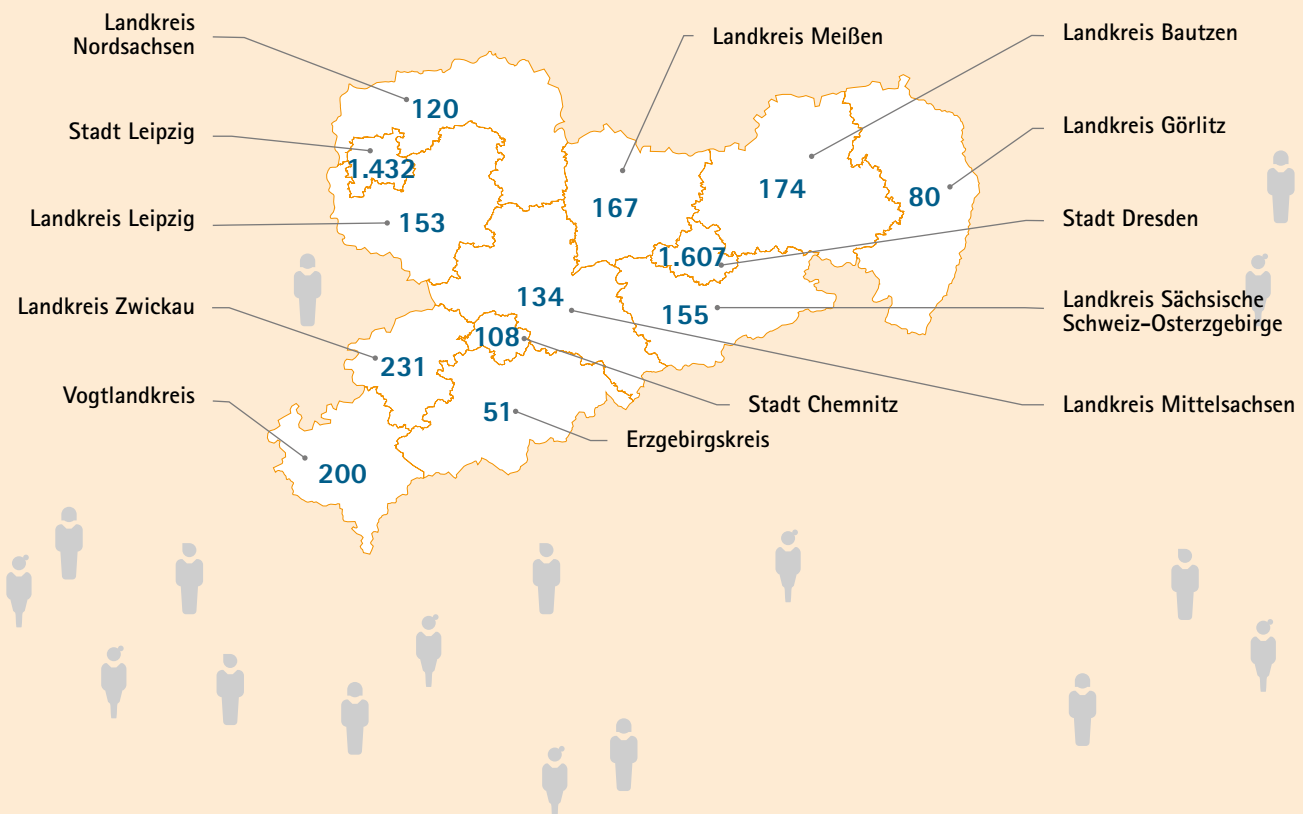 Landkreis
Nordsachsen
Landkreis Meißen
Landkreis Bautzen
120
Stadt Leipzig
Landkreis Görlitz
1.432
174
80
167
Landkreis Leipzig
153
Stadt Dresden
1.607
Landkreis Zwickau
134
155
Landkreis Sächsische
Schweiz-Osterzgebirge
108
231
Vogtlandkreis
51
Stadt Chemnitz
Landkreis Mittelsachsen
Erzgebirgskreis
200